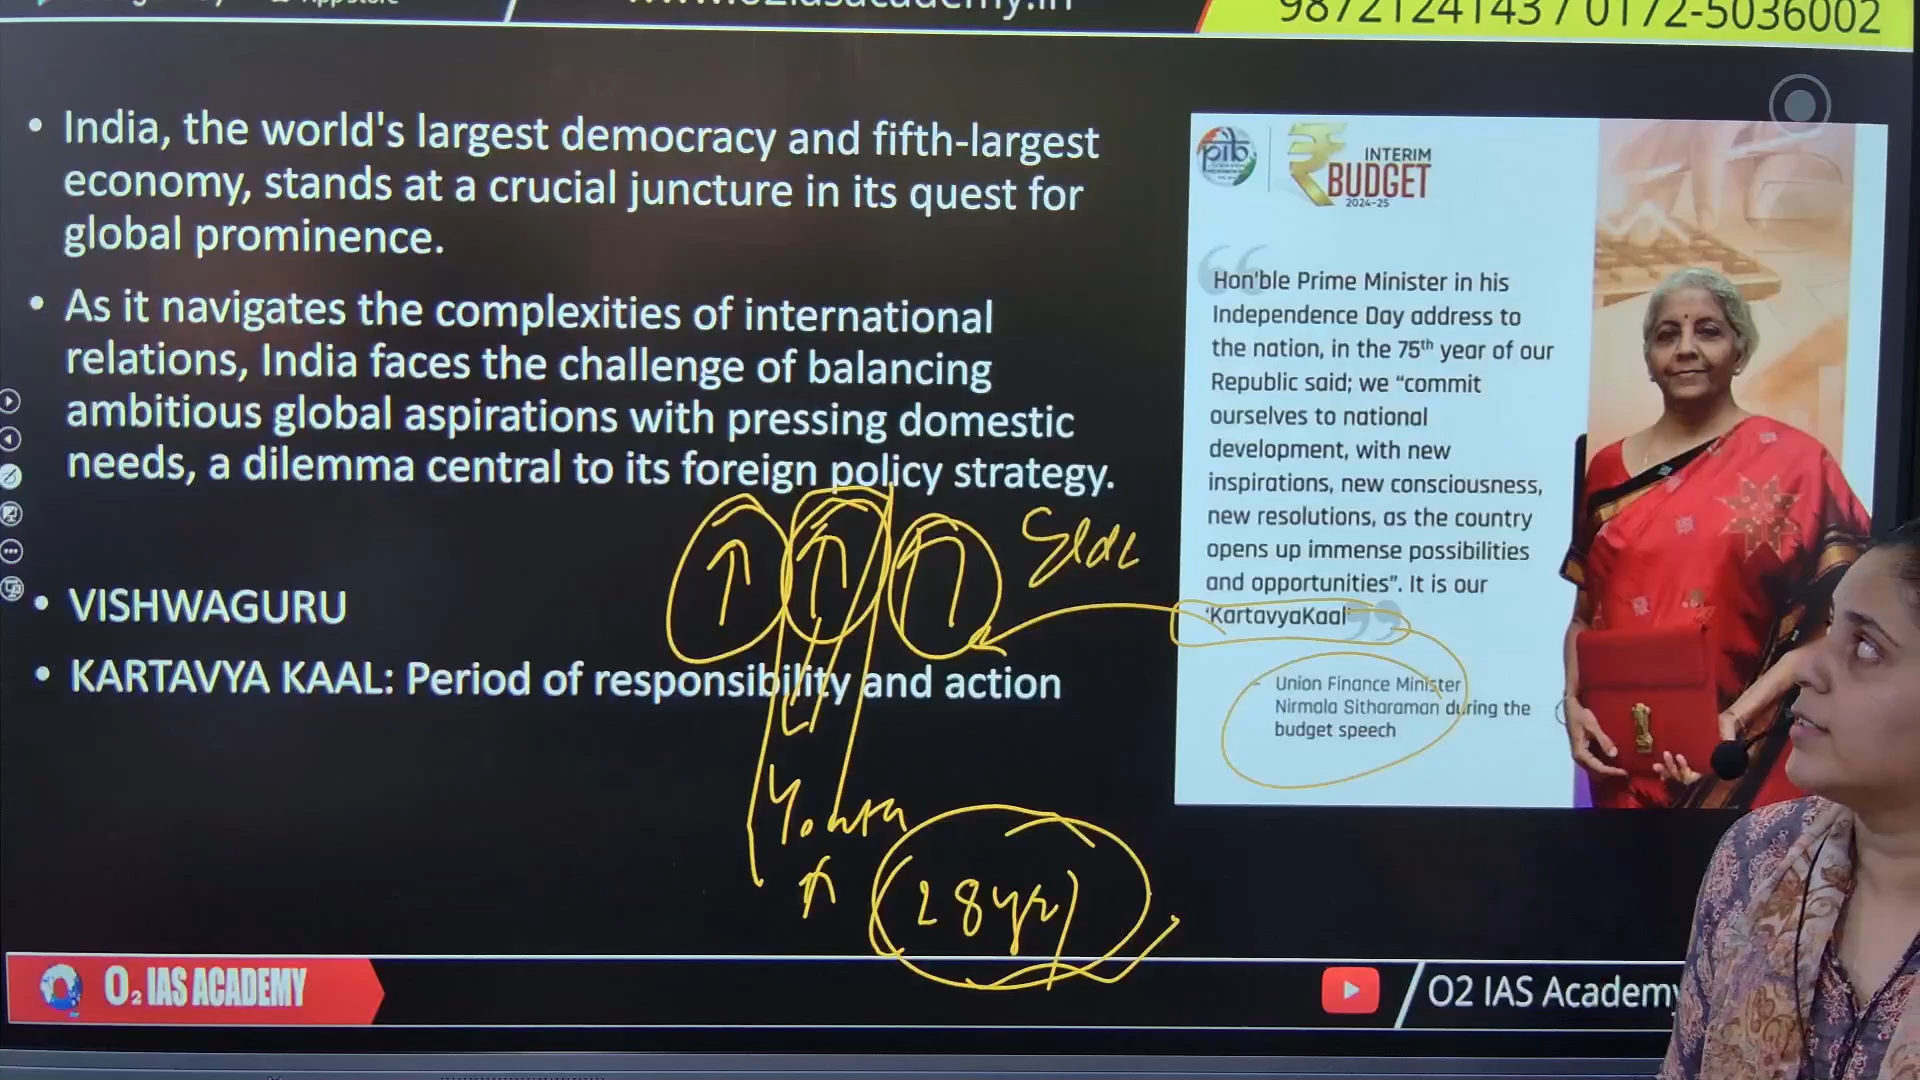 www.o2iasacademy.in
9872124143 / 0172-5036002
• India, the world's largest democracy and fifth-largest
economy, stands at a crucial juncture in its quest for
global prominence.
• As it navigates the complexities of international
relations, India faces the challenge of balancing
ambitious global aspirations with pressing domestic
needs, a dilemma central to its foreign policy strategy.
• VISHWAGURU
• KARTAVYA KAAL: Period of responsibility and action
28yr
pib
INTERIM
BUDGET
2024-25
Hon'ble Prime Minister in his
Independence Day address to
the nation, in the 75th year of our
Republic said; we “commit
ourselves to national
development, with new
inspirations, new consciousness,
new resolutions, as the country
opens up immense possibilities
and opportunities”. It is our
‘KartavyaKaal’
– Union Finance Minister
Nirmala Sitharaman during the
budget speech
O2 IAS ACADEMY
O2 IAS Academy